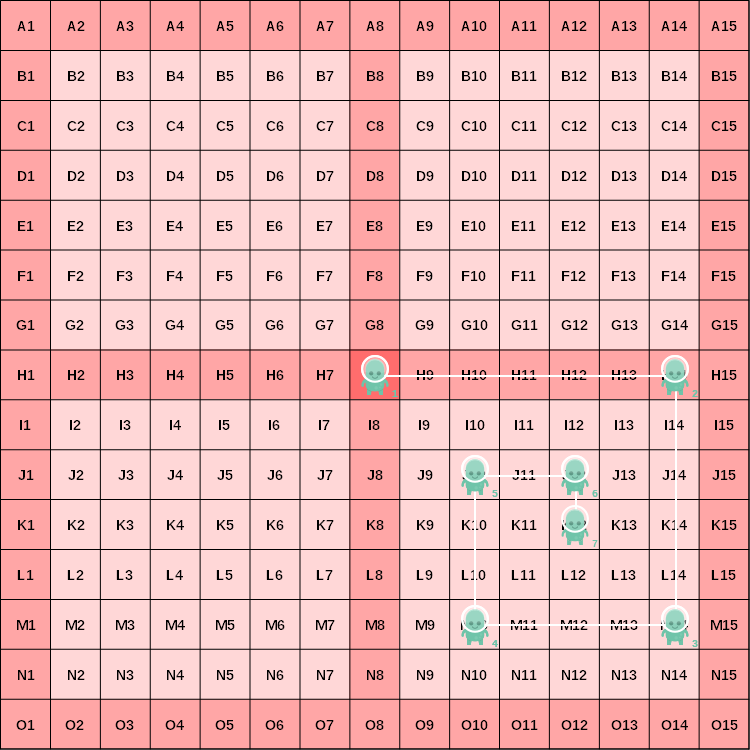 A1 A2 A3 A4 A5 A6 A7 A8 A9 A10 A11 A12 A13 A14 A15
B1 B2 B3 B4 B5 B6 B7 B8 B9 B10 B11 B12 B13 B14 B15
C1 C2 C3 C4 C5 C6 C7 C8 C9 C10 C11 C12 C13 C14 C15
D1 D2 D3 D4 D5 D6 D7 D8 D9 D10 D11 D12 D13 D14 D15
E1 E2 E3 E4 E5 E6 E7 E8 E9 E10 E11 E12 E13 E14 E15
F1 F2 F3 F4 F5 F6 F7 F8 F9 F10 F11 F12 F13 F14 F15
G1 G2 G3 G4 G5 G6 G7 G8 G9 G10 G11 G12 G13 G14 G15
H1 H2 H3 H4 H5 H6 H7 1 H9 H10 H11 H12 H13 2 H15
I1 I2 I3 I4 I5 I6 I7 I8 I9 I10 I11 I12 I13 I14 I15
J1 J2 J3 J4 J5 J6 J7 J8 J9 5 J11 6 J13 J14 J15
K1 K2 K3 K4 K5 K6 K7 K8 K9 K10 K11 7 K13 K14 K15
L1 L2 L3 L4 L5 L6 L7 L8 L9 L10 L11 L12 L13 L14 L15
M1 M2 M3 M4 M5 M6 M7 M8 M9 4 M11 M12 M13 3 M15
N1 N2 N3 N4 N5 N6 N7 N8 N9 N10 N11 N12 N13 N14 N15
O1 O2 O3 O4 O5 O6 O7 O8 O9 O10 O11 O12 O13 O14 O15